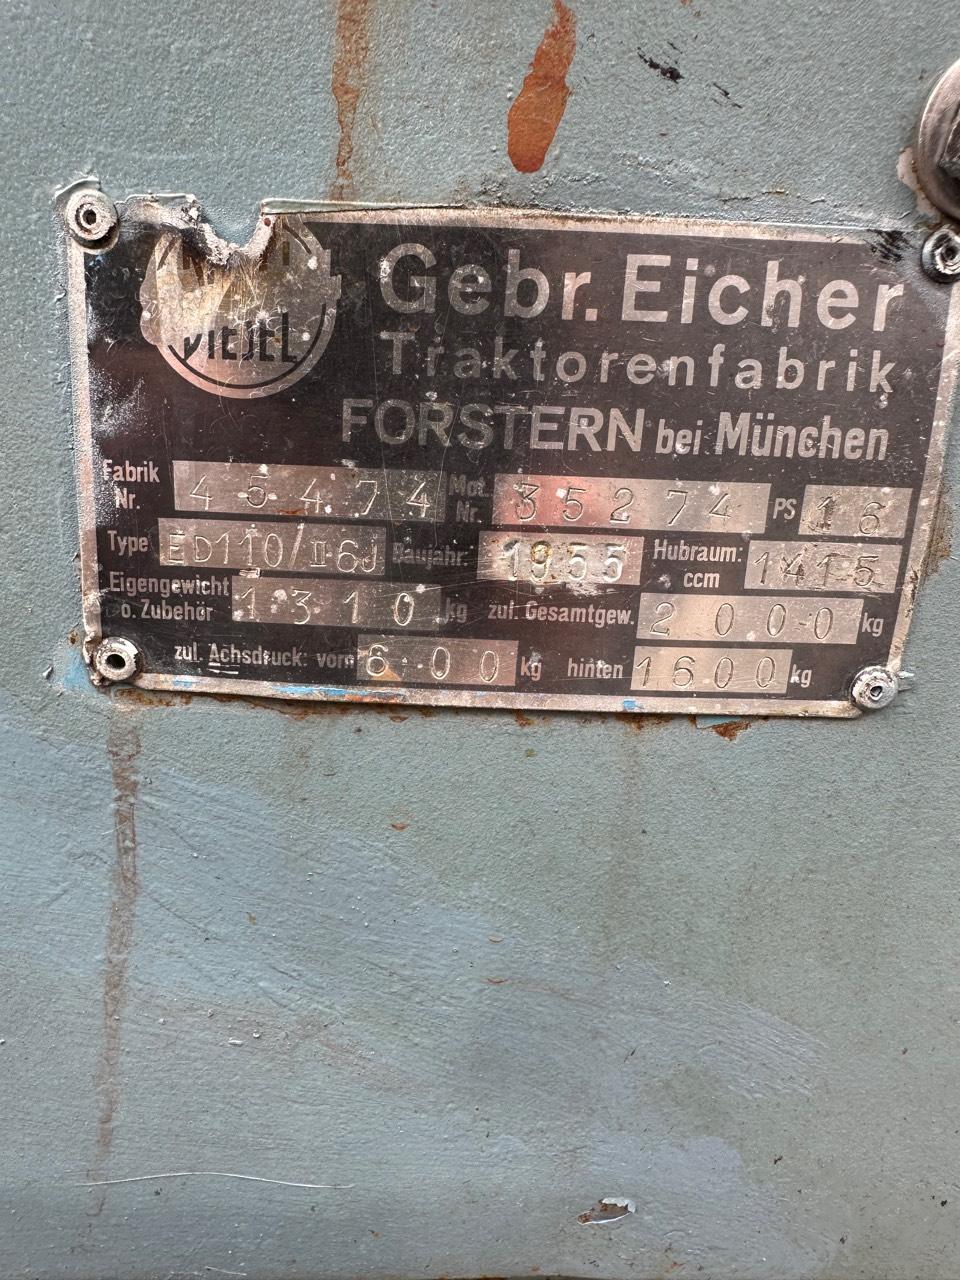 DIESEL
Gebr. Eicher
Traktorenfabrik
FORSTERN bei München
Fabrik Nr. 45474 Mot. Nr. 35274 PS 16
Type ED110/II6J Baujahr: 1955 Hubraum: ccm 1415
Eigengewicht o. Zubehör 1310 kg zul. Gesamtgew. 2000 kg
zul. Achsdruck: vorn 600 kg hinten 1600 kg